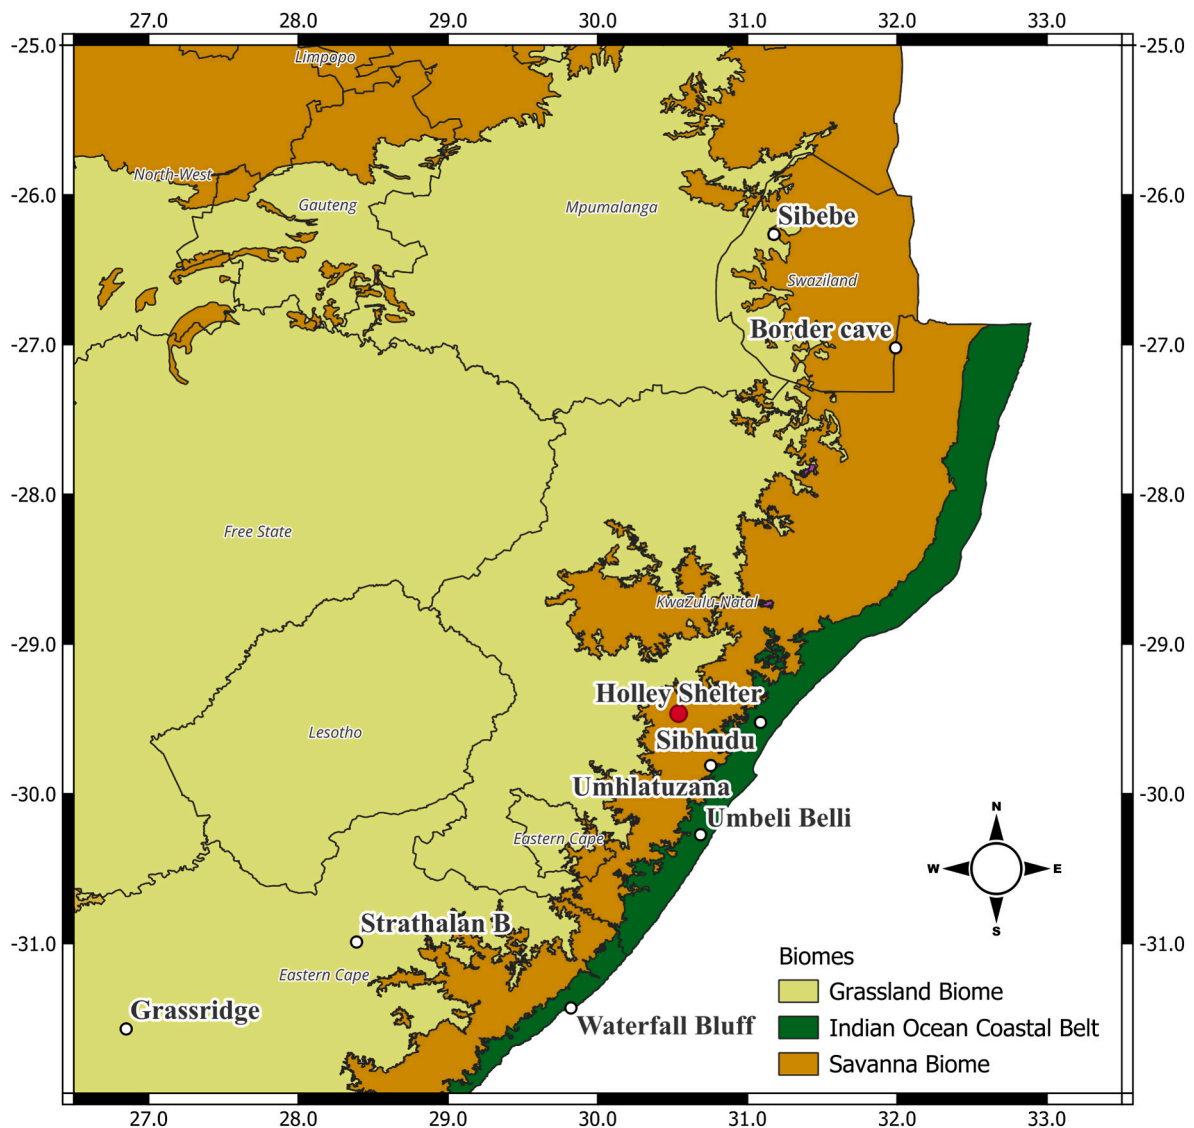 27.0 28.0 29.0 30.0 31.0 32.0 33.0
-25.0 -25.0
Limpopo
North-West
-26.0 -26.0
Gauteng
Mpumalanga
Sibebe
Swaziland
Border cave
-27.0 -27.0
-28.0 -28.0
Free State
KwaZulu-Natal
-29.0 -29.0
Holley Shelter
Lesotho
Sibhudu
Umhlatuzana
-30.0 -30.0
Umbeli Belli
Eastern Cape
N
W E
S
Strathalan B
-31.0 -31.0
Eastern Cape
Grassridge
Waterfall Bluff
Biomes
Grassland Biome
Indian Ocean Coastal Belt
Savanna Biome
27.0 28.0 29.0 30.0 31.0 32.0 33.0